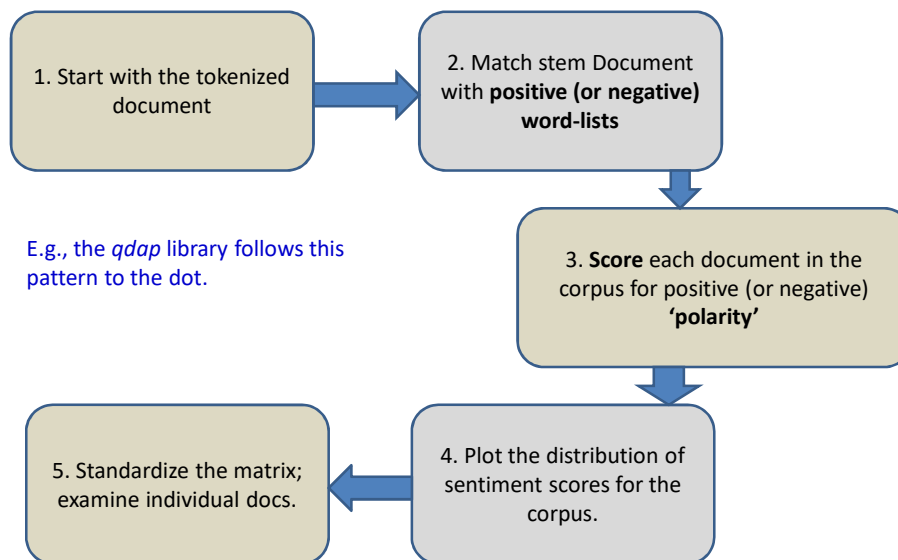 1. Start with the tokenized
document
2. Match stem Document
with positive (or negative)
word-lists
E.g., the qdap library follows this
pattern to the dot.
3. Score each document in the
corpus for positive (or negative)
‘polarity’
4. Plot the distribution of
sentiment scores for the
corpus.
5. Standardize the matrix;
examine individual docs.